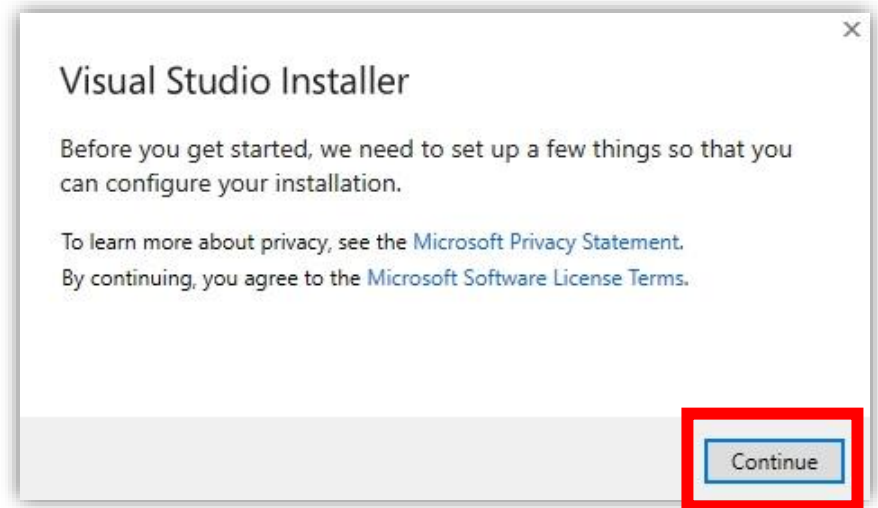 Visual Studio Installer
Before you get started, we need to set up a few things so that you
can configure your installation.
To learn more about privacy, see the Microsoft Privacy Statement.
By continuing, you agree to the Microsoft Software License Terms.
Continue